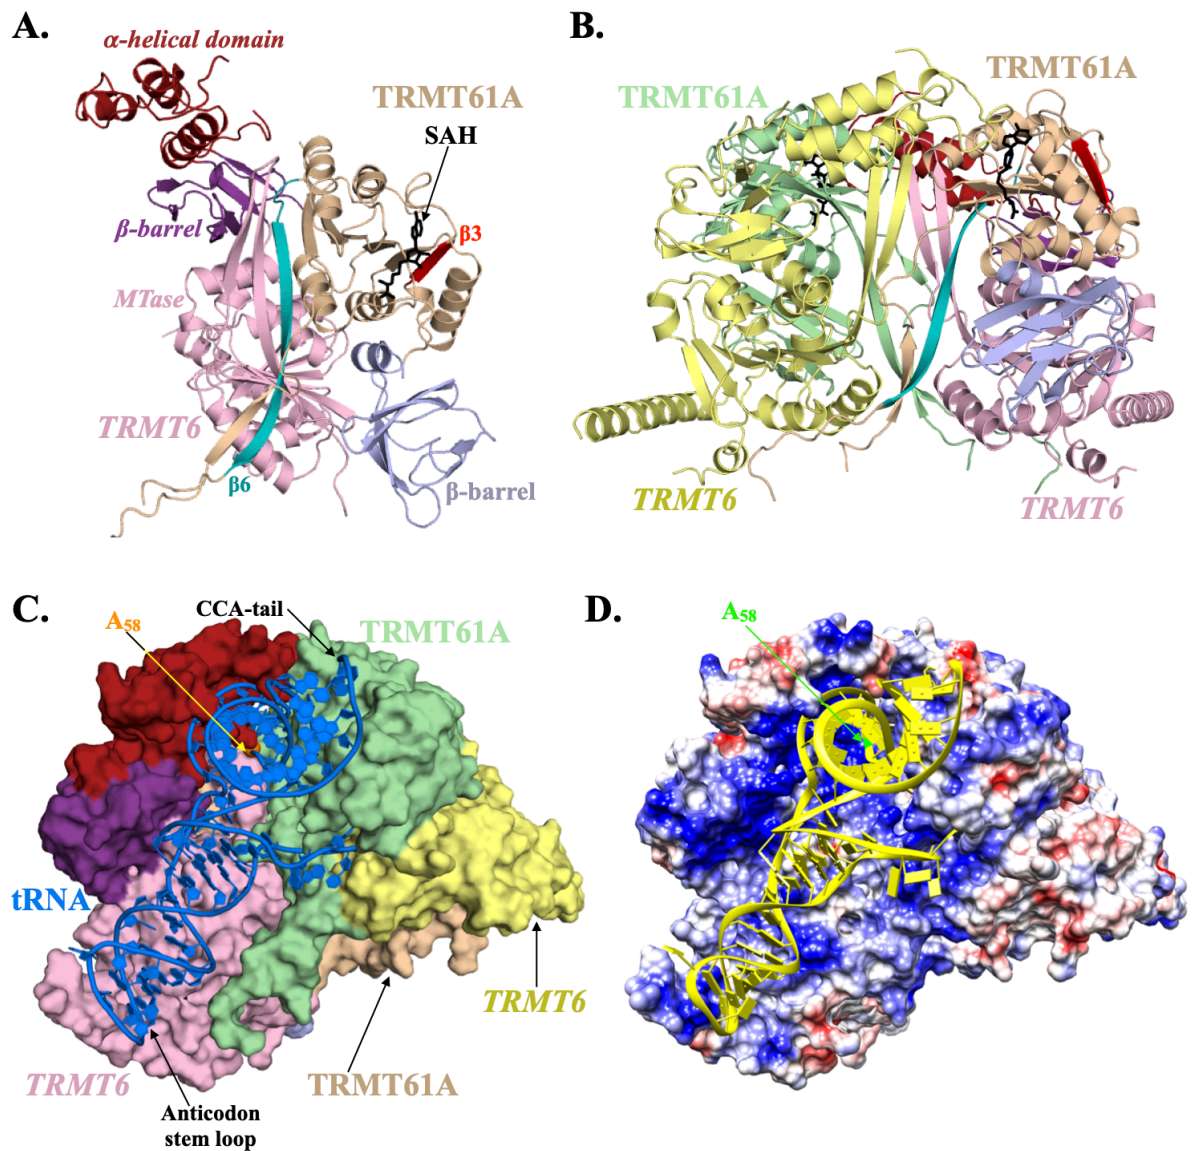 A.
α-helical domain
TRMT61A
SAH
β-barrel
β3
MTase
TRMT6
β6
β-barrel
B.
TRMT61A
TRMT61A
TRMT6
TRMT6
C.
CCA-tail
A58
TRMT61A
tRNA
TRMT6
TRMT6
TRMT61A
Anticodon
stem loop
D.
A58